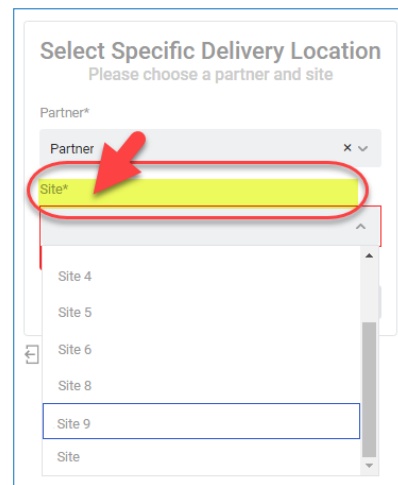 Select Specific Delivery Location
Please choose a partner and site
Partner*
Partner
Site*
Site 4
Site 5
Site 6
Site 8
Site 9
Site